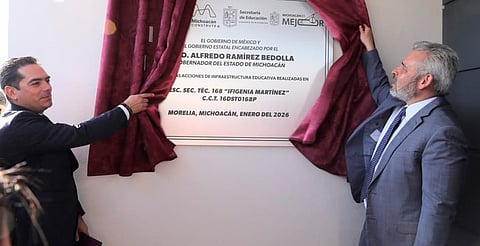 Michoacán
Secretaría
de Educación
MICHOACÁN
MEJOR
EL GOBIERNO DE MÉXICO Y
EL GOBIERNO ESTATAL ENCABEZADO POR EL
O. ALFREDO RAMÍREZ BEDOLLA
GOBERNADOR DEL ESTADO DE MICHOACÁN
AS ACCIONES DE INFRAESTRUCTURA EDUCATIVA REALIZADAS EN
ESC. SEC. TÉC. 168 "IFIGENIA MARTÍNEZ"
C.C.T. 16DST0168P
MORELIA, MICHOACÁN, ENERO DEL 2026